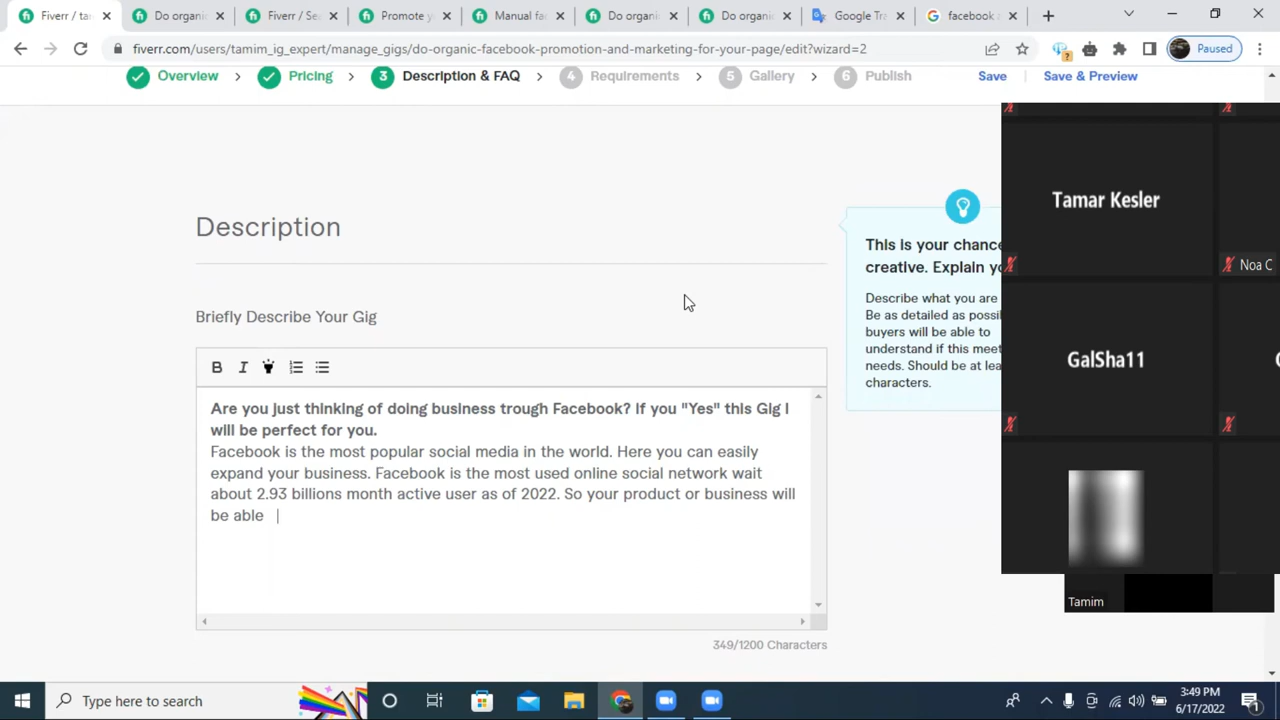 Fiverr / tar
Do organic
Fiverr / Se
Promote y
Manual fa
Do organi
Do organi
Google Tra
facebook
fiverr.com/users/tamim_ig_expert/manage_gigs/do-organic-facebook-promotion-and-marketing-for-your-page/edit?wizard=2
Paused
Overview
Pricing
3 Description & FAQ
4 Requirements
5 Gallery
6 Publish
Save
Save & Preview
Description
Briefly Describe Your Gig
B I
Are you just thinking of doing business trough Facebook? If you "Yes" this Gig I
will be perfect for you.
Facebook is the most popular social media in the world. Here you can easily
expand your business. Facebook is the most used online social network wait
about 2.93 billions month active user as of 2022. So your product or business will
be able
349/1200 Characters
This is your chance
creative. Explain yo
Describe what you are
Be as detailed as possi
buyers will be able to
understand if this meet
needs. Should be at lea
characters.
Tamar Kesler
Noa C
GalSha11
Tamim
Type here to search
3:49 PM
6/17/2022
1